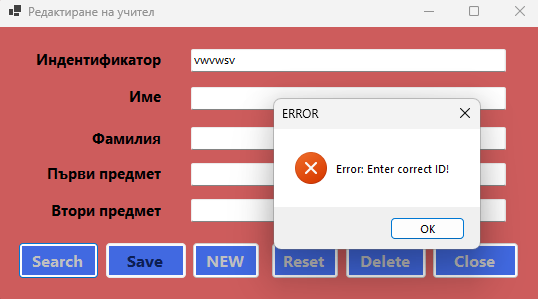 Редактиране на учител
Индентификатор vwvwsv
Име
ERROR
Фамилия
Error: Enter correct ID!
Първи предмет
Втори предмет
OK
Search Save NEW Reset Delete Close